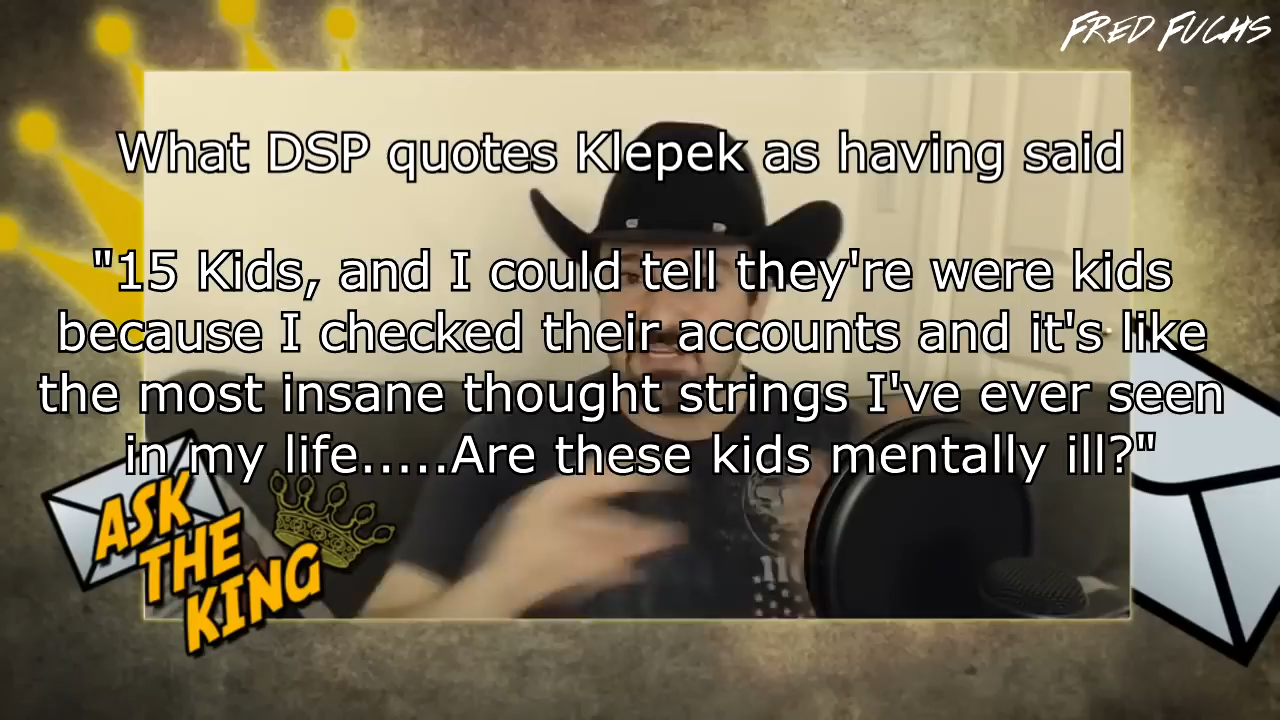 FRED FUCHS
What DSP quotes Klepek as having said
"15 Kids, and I could tell they're were kids
because I checked their accounts and it's like
the most insane thought strings I've ever seen
in my life.....Are these kids mentally ill?"
ASK
THE
KING